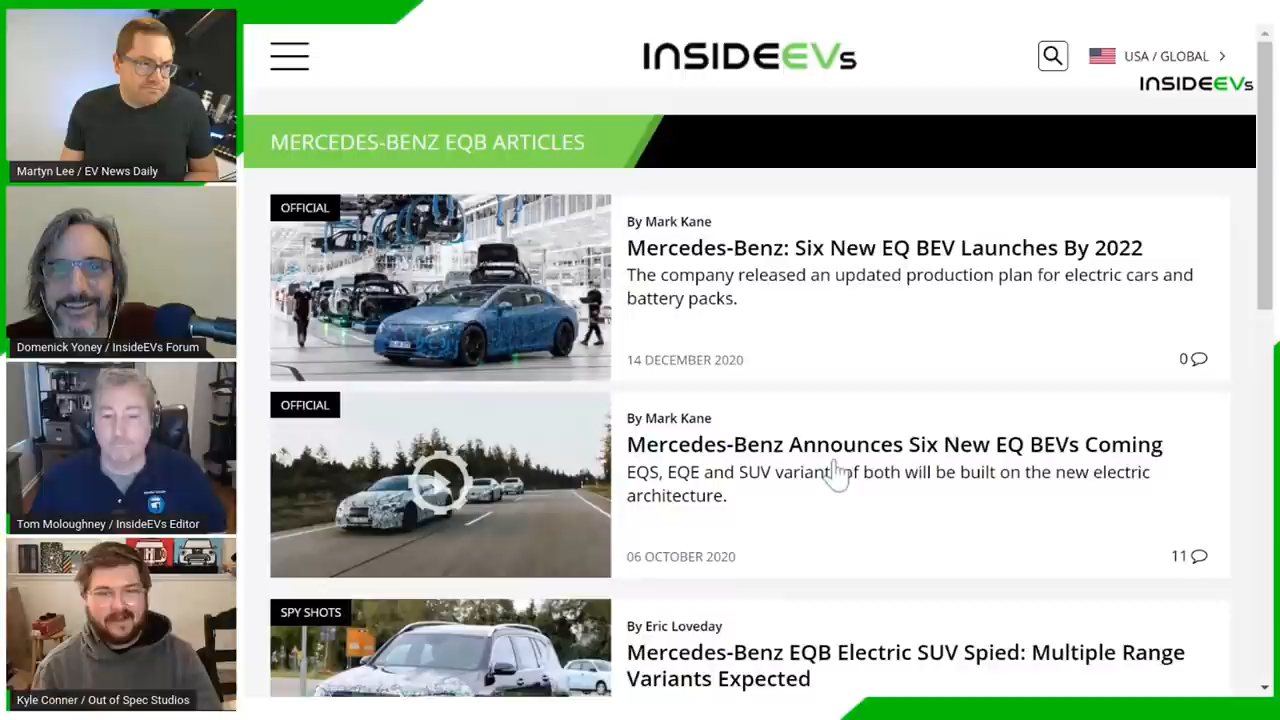 Martyn Lee / EV News Daily
Domenick Yoney / InsideEVs Forum
Tom Moloughney / InsideEVs Editor
Kyle Conner / Out of Spec Studios
INSIDEEVs
USA / GLOBAL
INSIDEEVs
MERCEDES-BENZ EQB ARTICLES
OFFICIAL
By Mark Kane
Mercedes-Benz: Six New EQ BEV Launches By 2022
The company released an updated production plan for electric cars and
battery packs.
14 DECEMBER 2020
0
OFFICIAL
By Mark Kane
Mercedes-Benz Announces Six New EQ BEVs Coming
EQS, EQE and SUV variants of both will be built on the new electric
architecture.
06 OCTOBER 2020
11
SPY SHOTS
By Eric Loveday
Mercedes-Benz EQB Electric SUV Spied: Multiple Range
Variants Expected